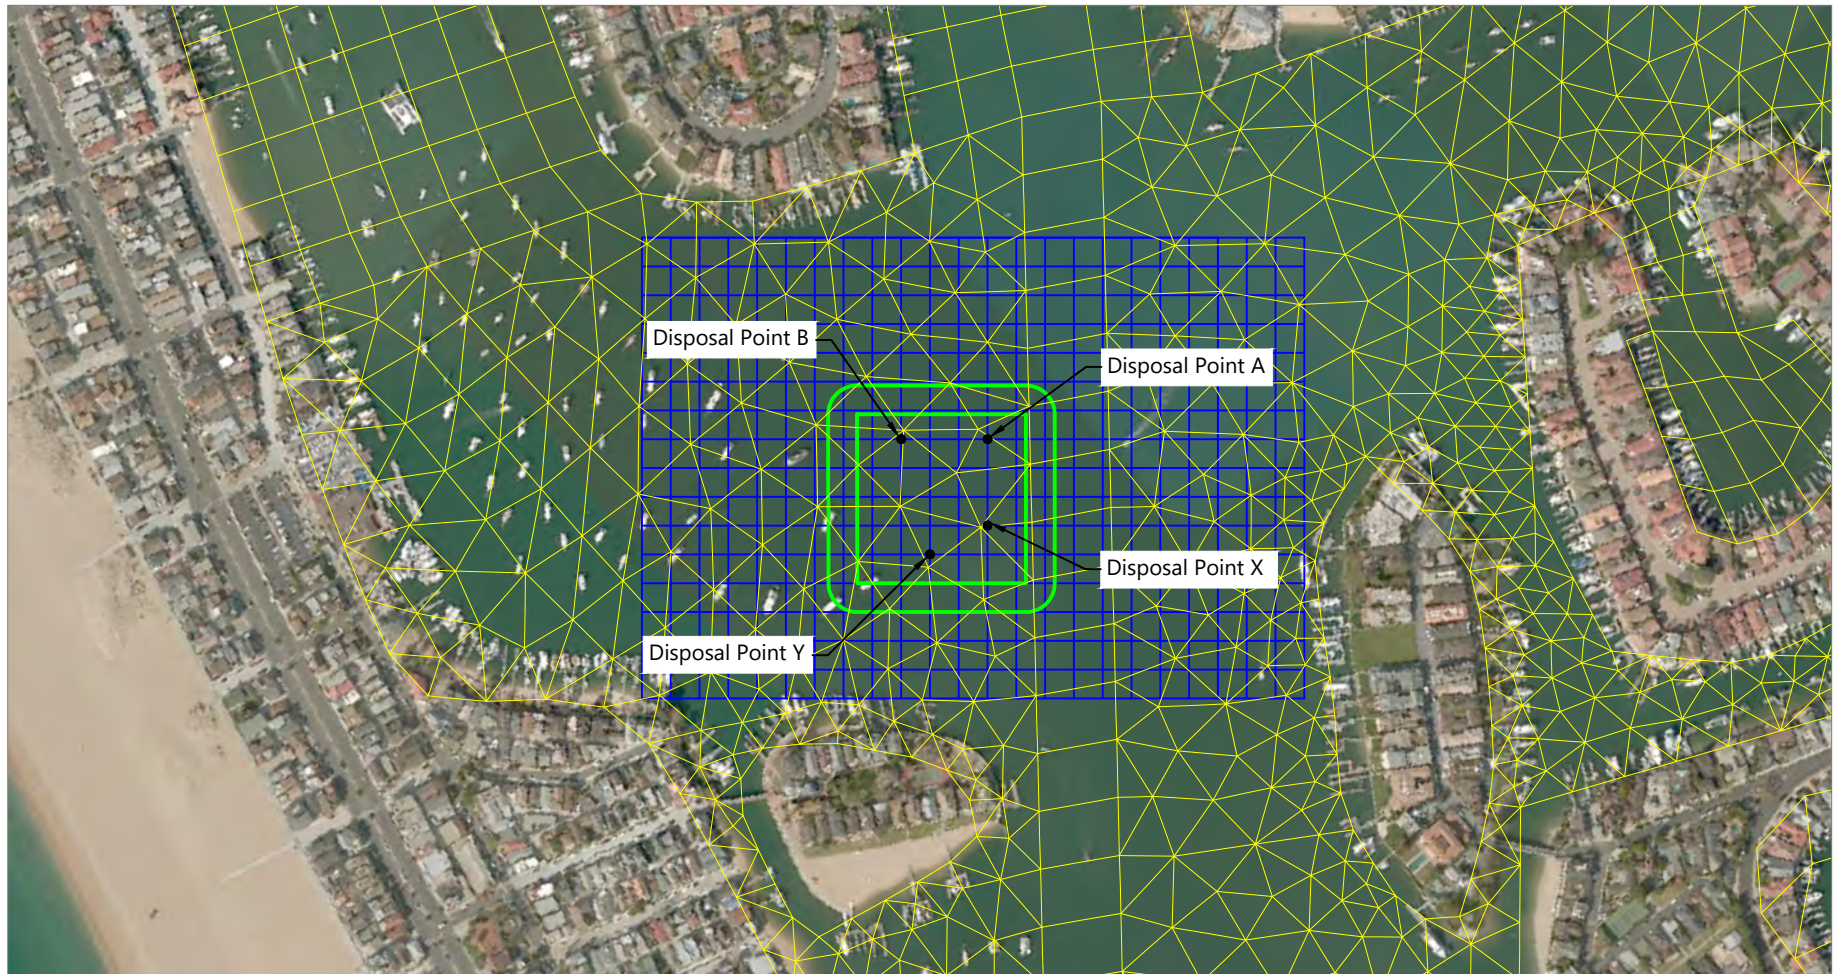 Disposal Point B
Disposal Point A
Disposal Point X
Disposal Point Y